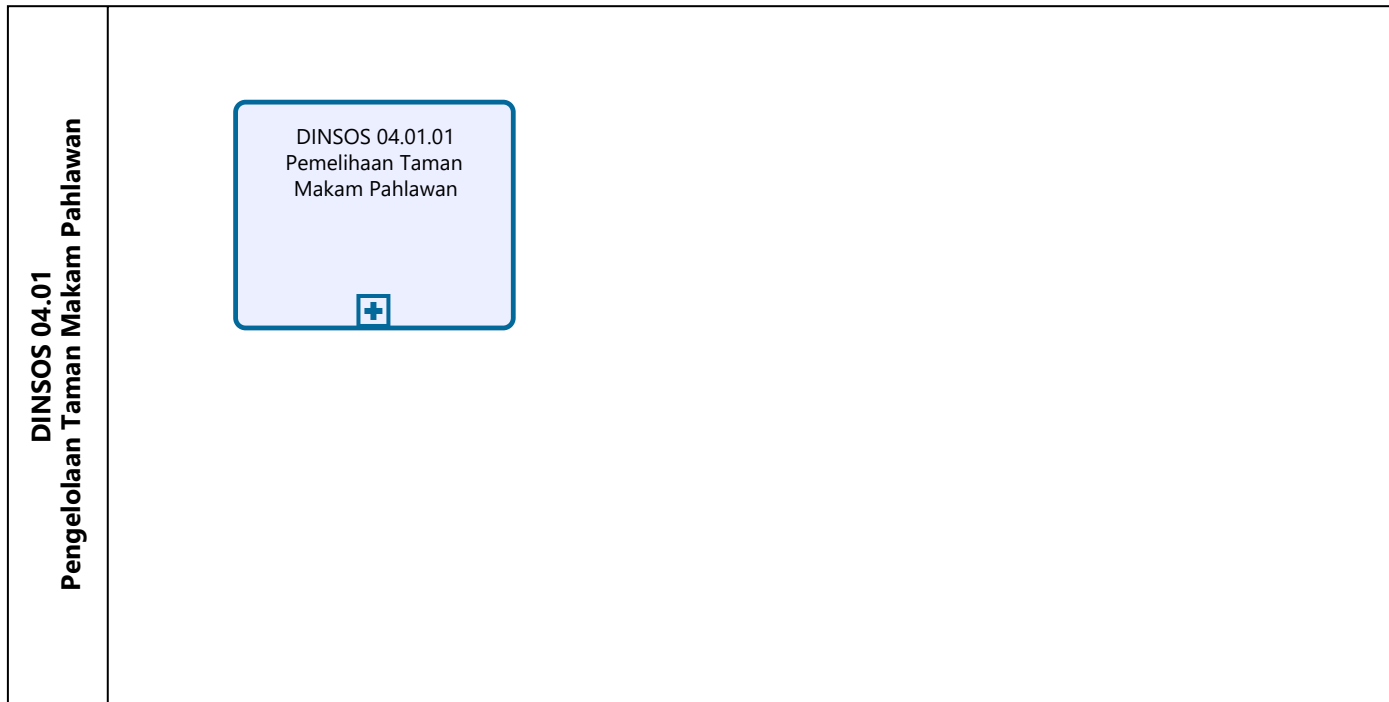 DINSOS 04.01
Pengelolaan Taman Makam Pahlawan
DINSOS 04.01.01
Pemelihaan Taman
Makam Pahlawan